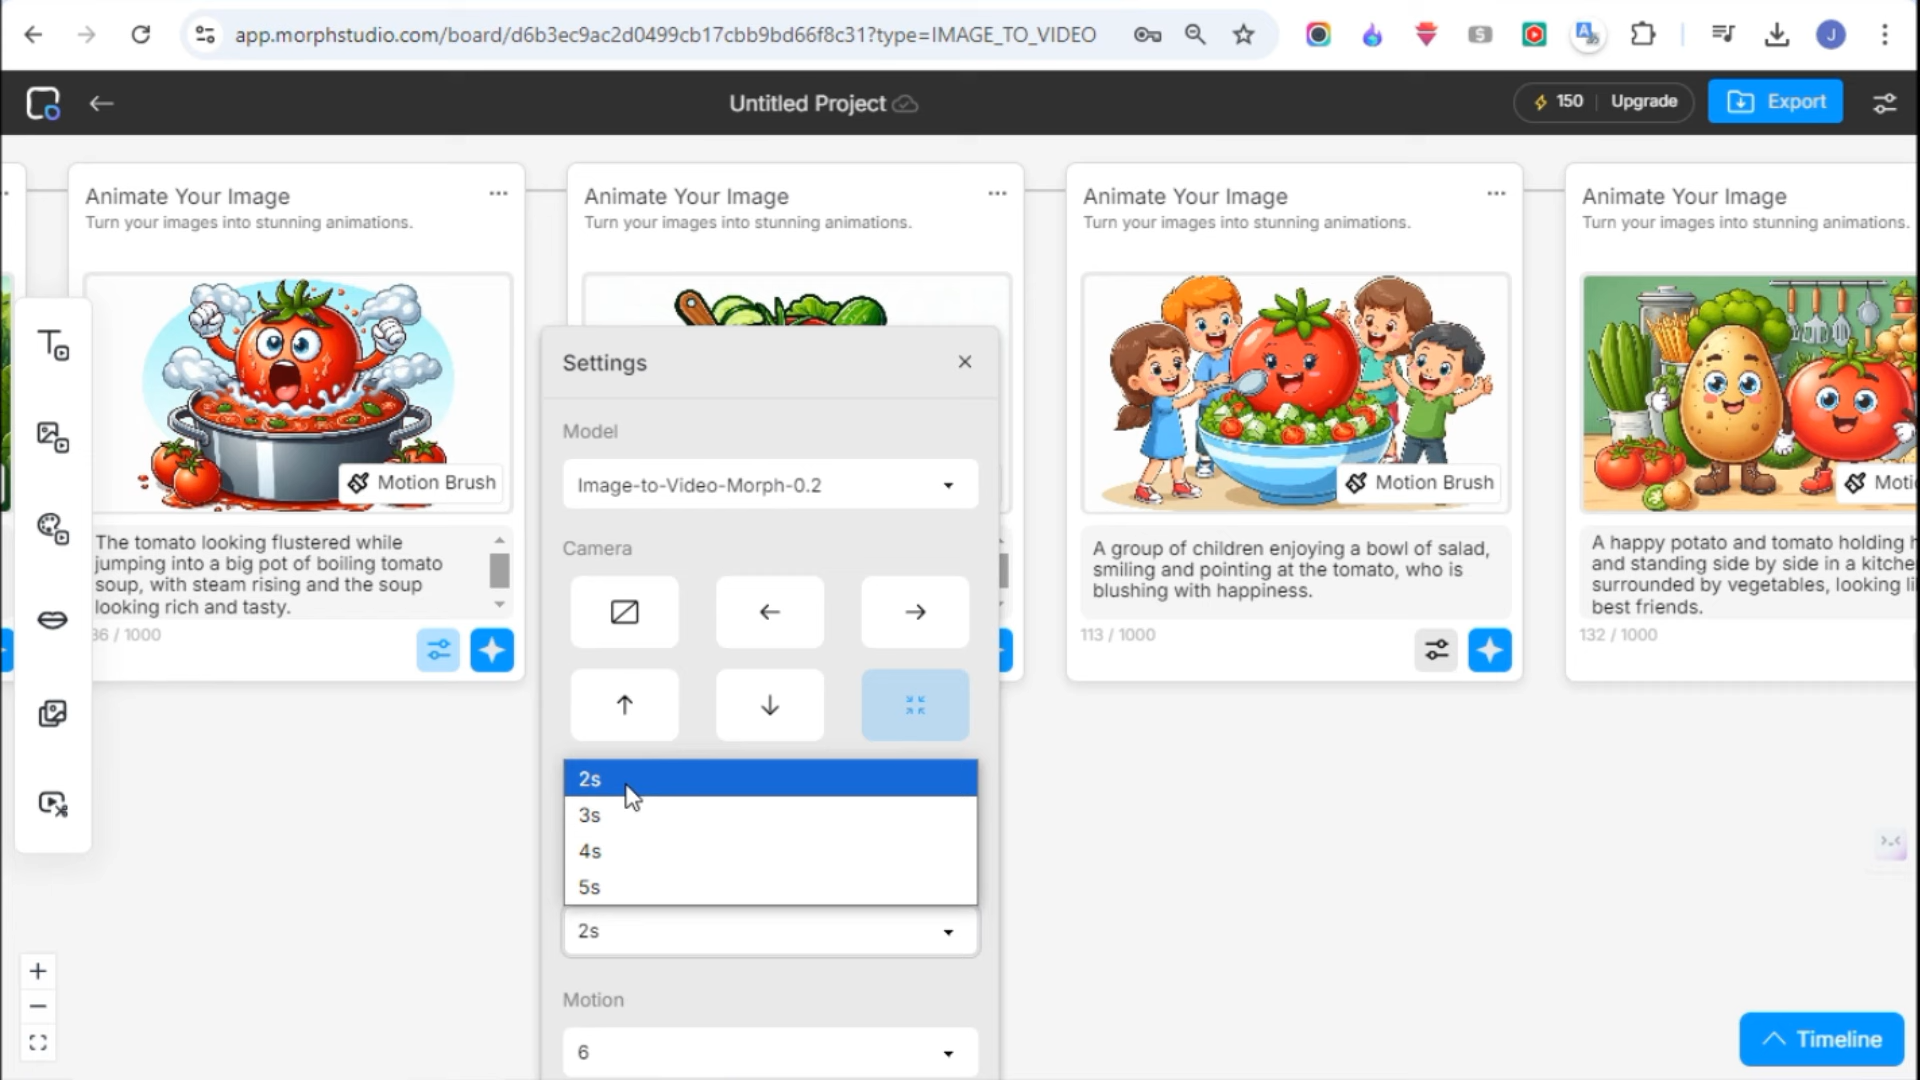 app.morphstudio.com/board/d6b3ec9ac2d0499cb17cbb9bd66f8c31?type=IMAGE_TO_VIDEO
S
J
Untitled Project
150
Upgrade
Export
Animate Your Image
Turn your images into stunning animations.
Motion Brush
The tomato looking flustered while
jumping into a big pot of boiling tomato
soup, with steam rising and the soup
looking rich and tasty.
36 / 1000
Animate Your Image
Turn your images into stunning animations.
Settings
Model
Image-to-Video-Morph-0.2
Camera
2s
3s
4s
5s
2s
Motion
6
Animate Your Image
Turn your images into stunning animations.
Motion Brush
A group of children enjoying a bowl of salad,
smiling and pointing at the tomato, who is
blushing with happiness.
113 / 1000
Animate Your Image
Turn your images into stunning animations.
Moti
A happy potato and tomato holding h
and standing side by side in a kitche
surrounded by vegetables, looking li
best friends.
132 / 1000
Timeline